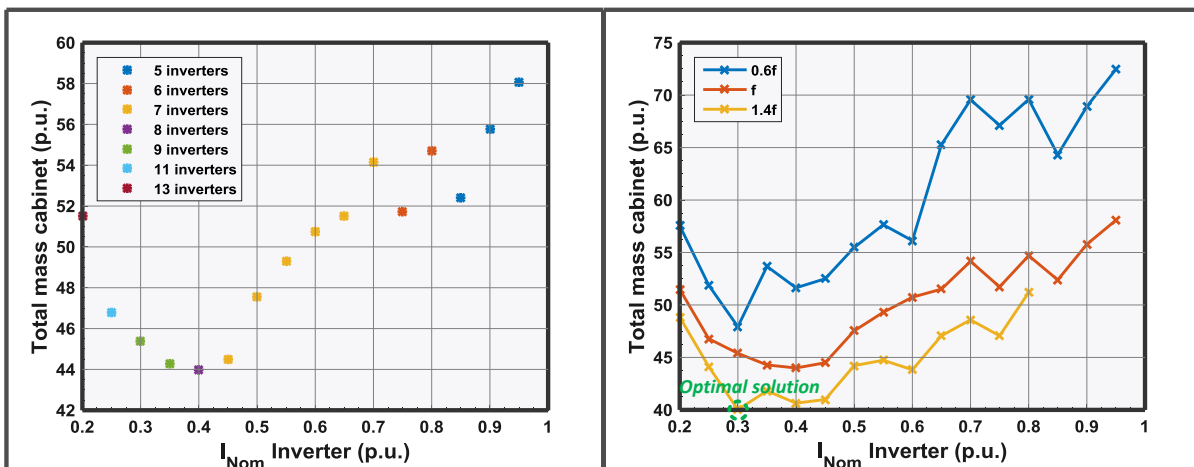 60
58
56
54
52
50
48
46
44
42
Total mass cabinet (p.u.)
5 inverters
6 inverters
7 inverters
8 inverters
9 inverters
11 inverters
13 inverters
0.2 0.3 0.4 0.5 0.6 0.7 0.8 0.9 1
I_Nom Inverter (p.u.)
75
70
65
60
55
50
45
40
Total mass cabinet (p.u.)
0.6f
f
1.4f
Optimal solution
0.2 0.3 0.4 0.5 0.6 0.7 0.8 0.9 1
I_Nom Inverter (p.u.)